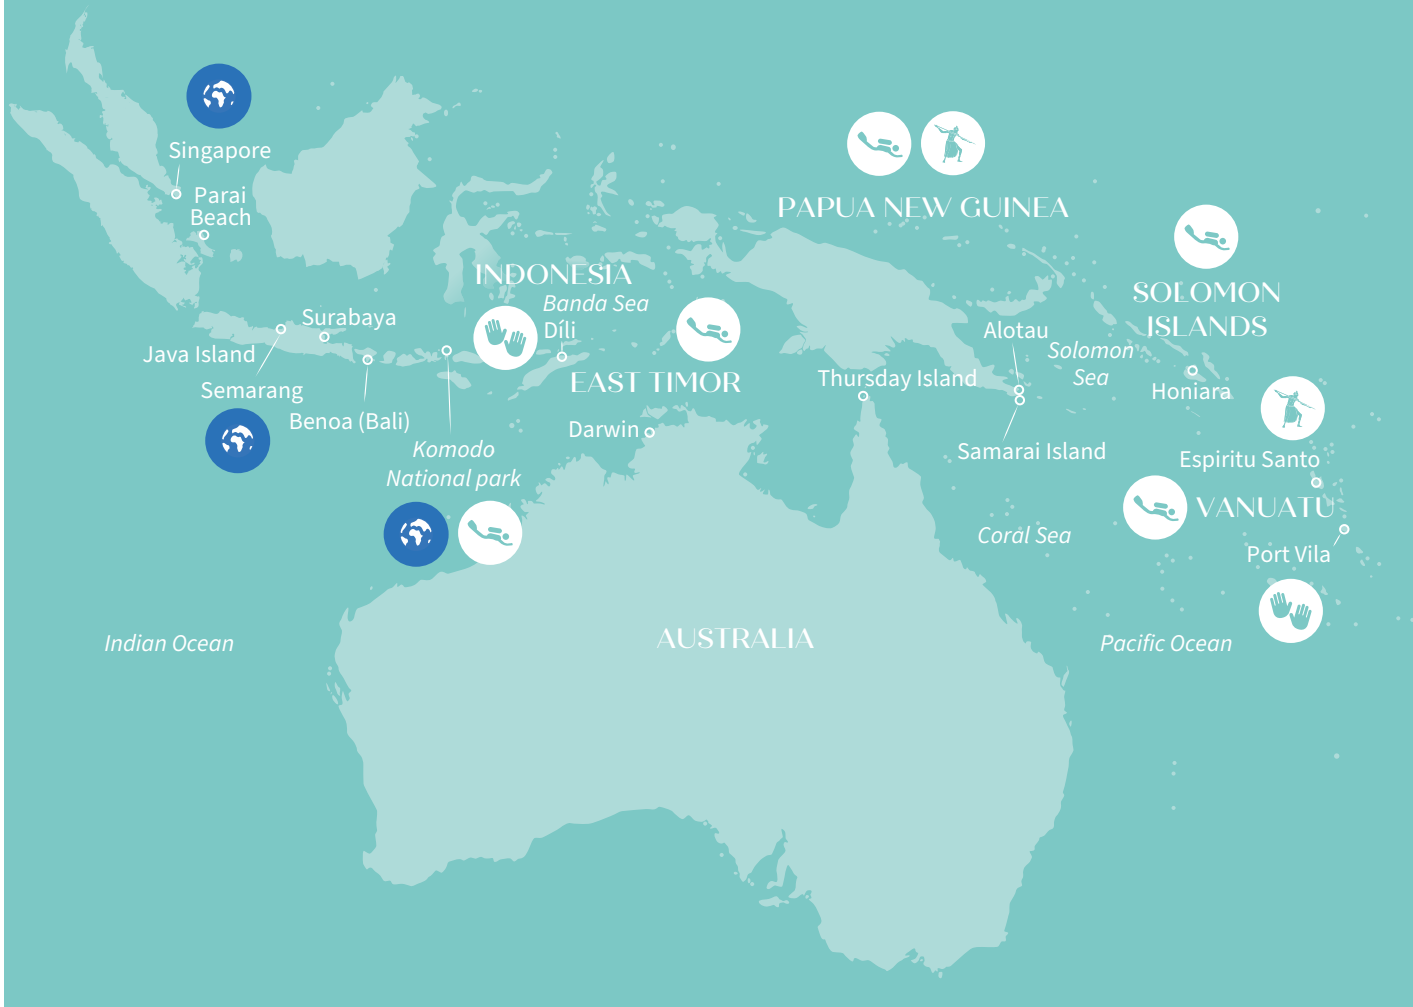 Singapore
Parai
Beach
PAPUA NEW GUINEA
INDONESIA
Banda Sea
SOLOMON
ISLANDS
Surabaya
Díli
Alotau
Java Island
Solomon
Sea
EAST TIMOR
Thursday Island
Semarang
Honiara
Benoa (Bali)
Darwin
Komodo
National park
Samarai Island
Espiritu Santo
VANUATU
Coral Sea
Port Vila
AUSTRALIA
Indian Ocean
Pacific Ocean